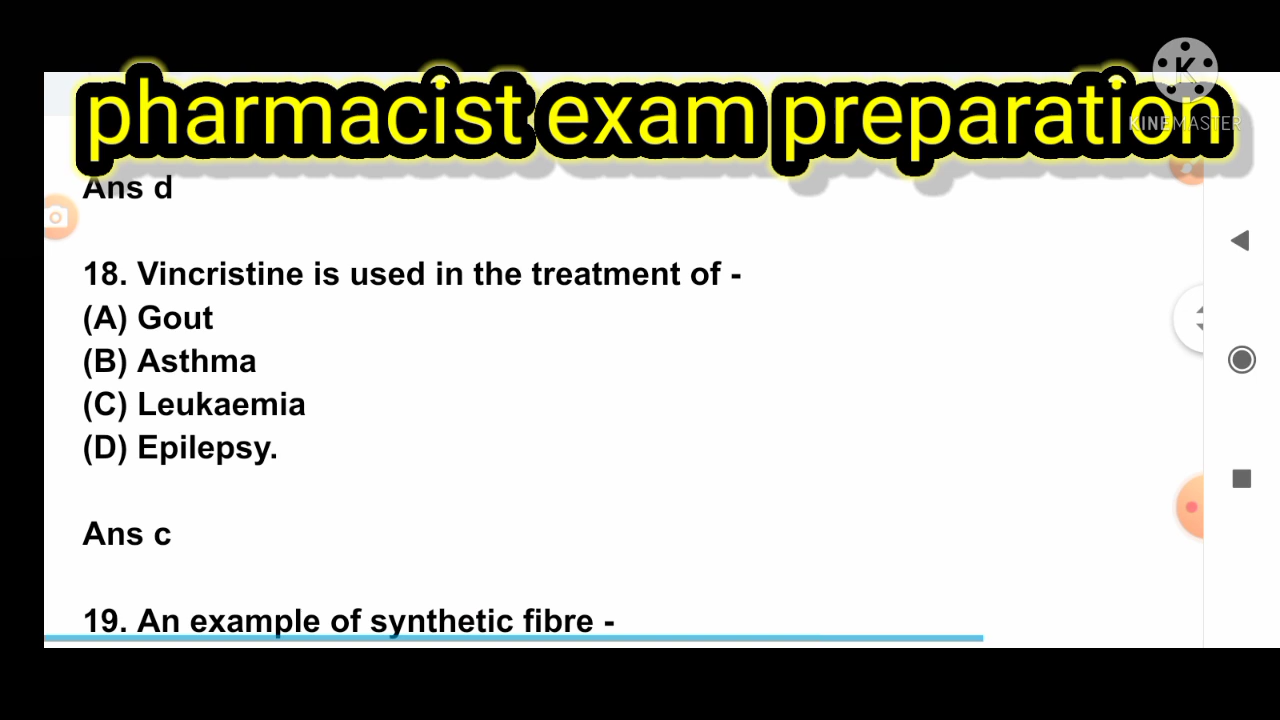 pharmacist exam preparation
KINEMASTER
Ans d
18. Vincristine is used in the treatment of -
(A) Gout
(B) Asthma
(C) Leukaemia
(D) Epilepsy.
Ans c
19. An example of synthetic fibre -